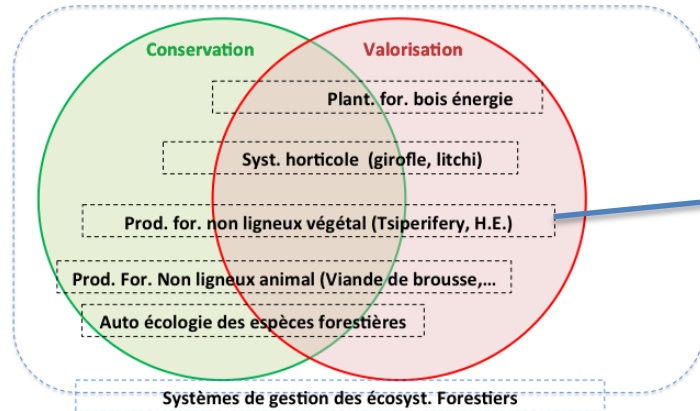 Conservation
Valorisation
Plant. for. bois énergie
Syst. horticole (girofle, litchi)
Prod. for. non ligneux végétal (Tsiperifery, H.E.)
Prod. For. Non ligneux animal (Viande de brousse,...
Auto écologie des espèces forestières
Systèmes de gestion des écosyst. Forestiers